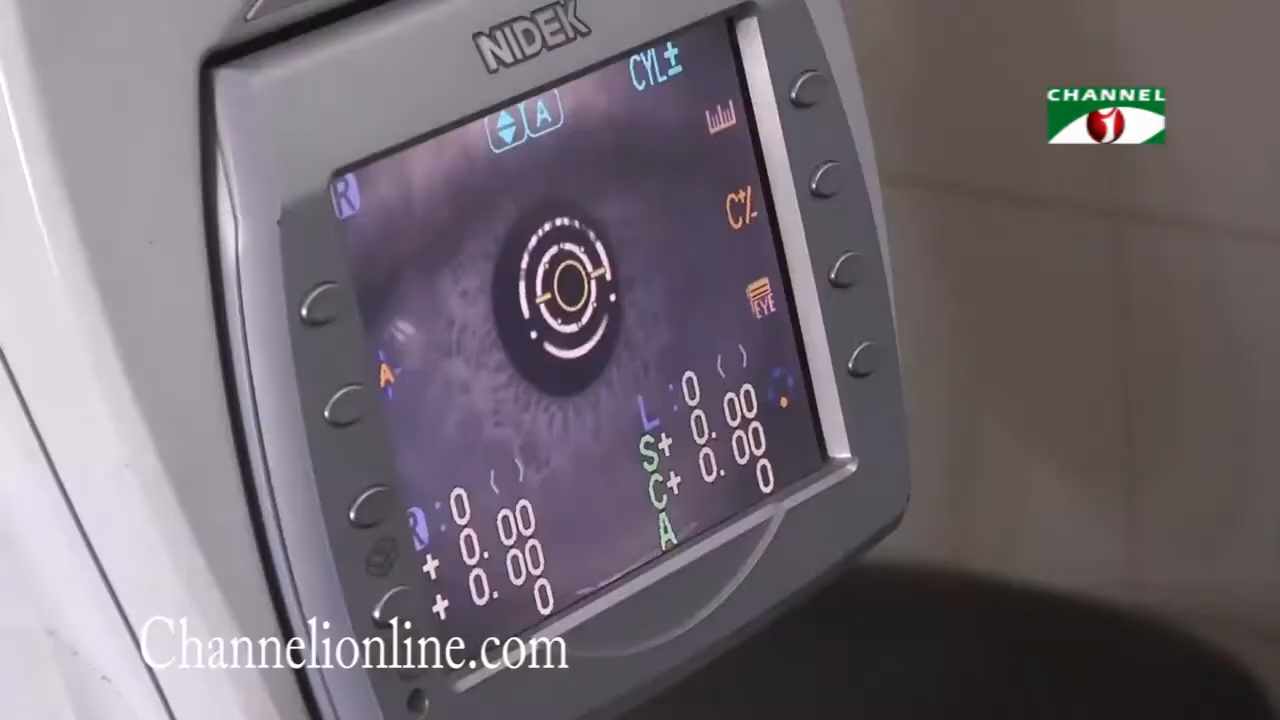 NIDEK
CYL±
A
CHANNEL
i
R
C+/-
EYE
A
L : 0 ( )
S+ 0.00
C+ 0.00
A 0
R : 0 ( )
+ 0.00
+ 0.00
0
Channelionline.com